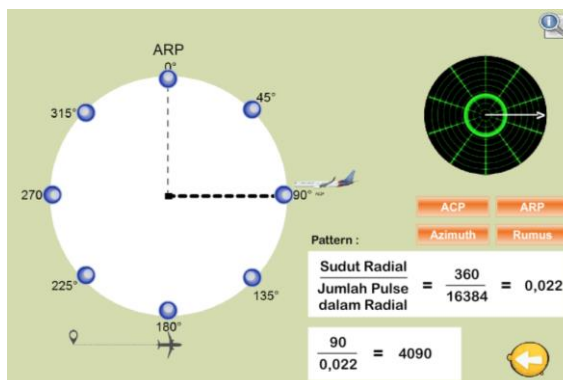 ARP
0°
45°
315°
270
90°
ACP
225°
135°
180°
ACP
ARP
Azimuth
Rumus
Pattern :
Sudut Radial
Jumlah Pulse
dalam Radial
=
360
16384
= 0,022
90
0,022
= 4090